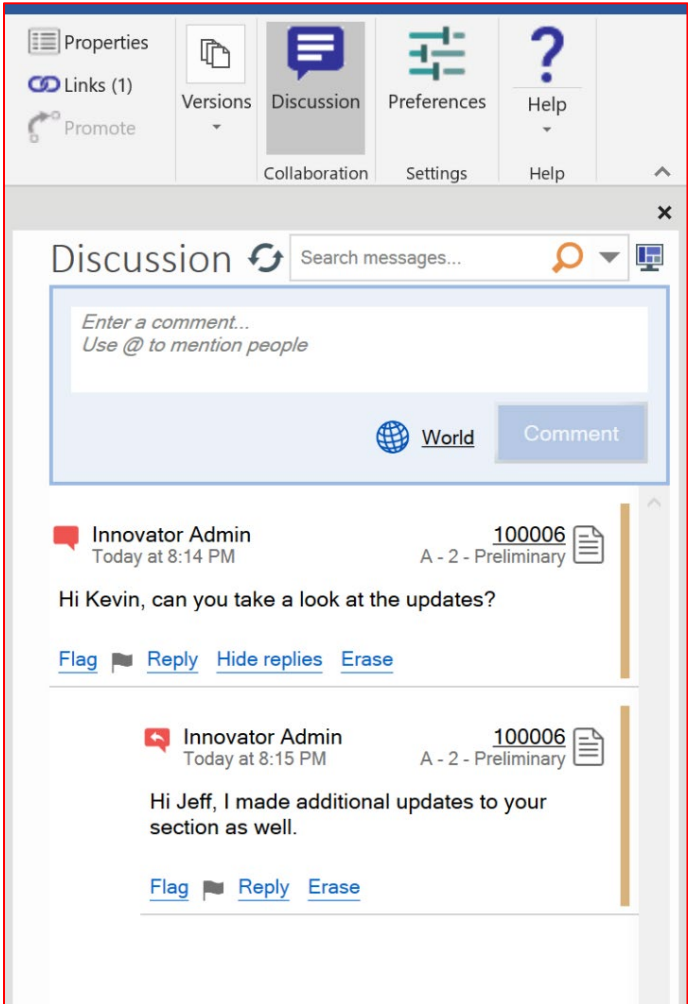 Properties
Links (1)
Promote
Versions
Discussion
Preferences
Help
Collaboration
Settings
Help
Discussion
Search messages...
Enter a comment...
Use @ to mention people
World
Comment
Innovator Admin
100006
Today at 8:14 PM
A - 2 - Preliminary
Hi Kevin, can you take a look at the updates?
Flag Reply Hide replies Erase
Innovator Admin
100006
Today at 8:15 PM
A - 2 - Preliminary
Hi Jeff, I made additional updates to your
section as well.
Flag Reply Erase